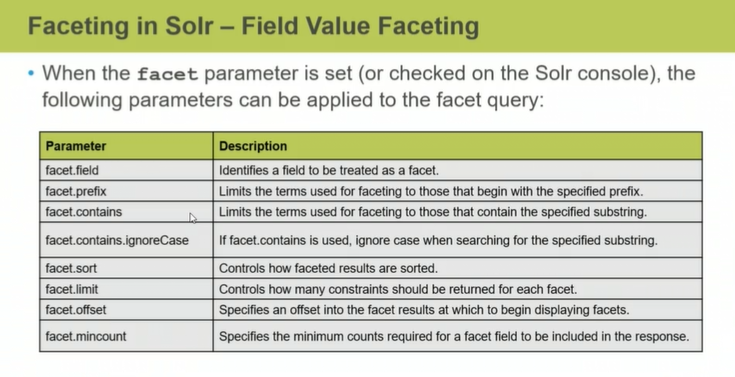 Faceting in Solr – Field Value Faceting
• When the facet parameter is set (or checked on the Solr console), the
following parameters can be applied to the facet query:
Parameter Description
facet.field Identifies a field to be treated as a facet.
facet.prefix Limits the terms used for faceting to those that begin with the specified prefix.
facet.contains Limits the terms used for faceting to those that contain the specified substring.
facet.contains.ignoreCase If facet.contains is used, ignore case when searching for the specified substring.
facet.sort Controls how faceted results are sorted.
facet.limit Controls how many constraints should be returned for each facet.
facet.offset Specifies an offset into the facet results at which to begin displaying facets.
facet.mincount Specifies the minimum counts required for a facet field to be included in the response.